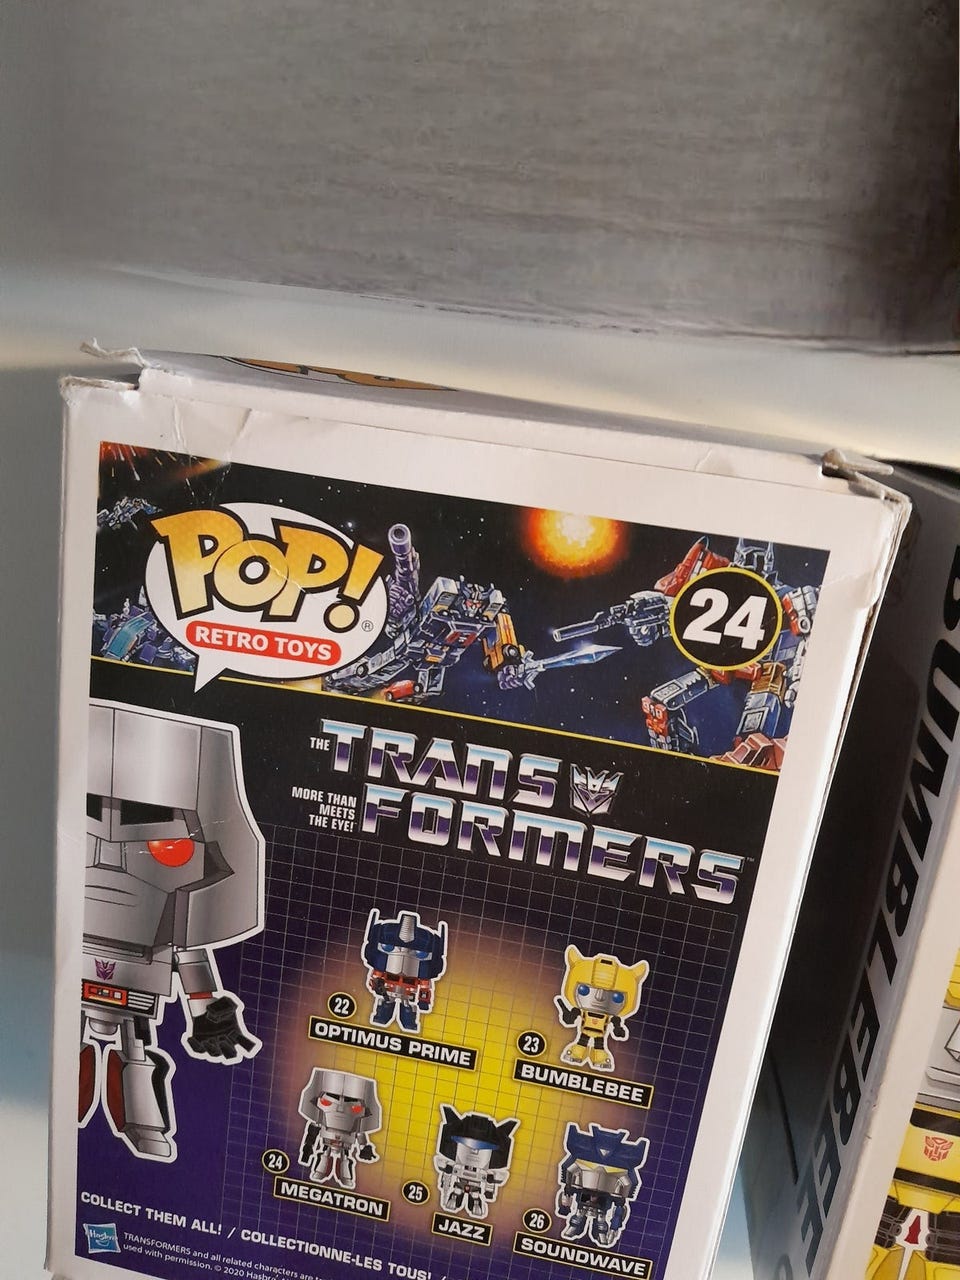 POP!
®
RETRO TOYS
24
THE TRANS
FORMERS
™
MORE THAN
MEETS
THE EYE!
22
OPTIMUS PRIME
23
BUMBLEBEE
24
MEGATRON
25
JAZZ
26
SOUNDWAVE
COLLECT THEM ALL! / COLLECTIONNE-LES TOUS! /
Hasbro
TRANSFORMERS and all related characters are
used with permission. © 2020 Hasbro
BUMBLEBEE